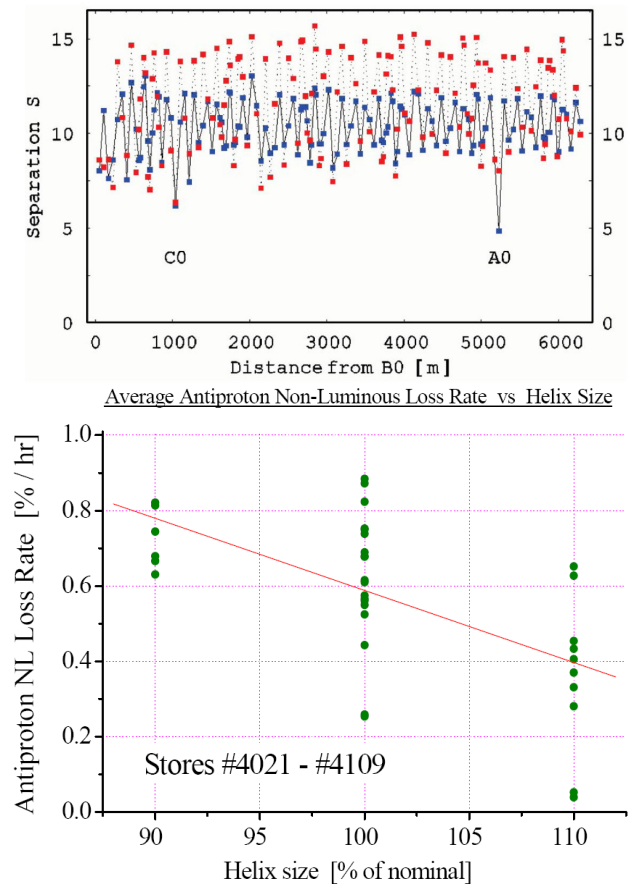 15
15
10
10
5
5
0
0
Separation S
C0
A0
0 1000 2000 3000 4000 5000 6000
Distance from B0 [m]
Average Antiproton Non-Luminous Loss Rate vs Helix Size
1.0
0.8
0.6
0.4
0.2
0.0
Antiproton NL Loss Rate [% / hr]
Stores #4021 - #4109
90 95 100 105 110
Helix size [% of nominal]